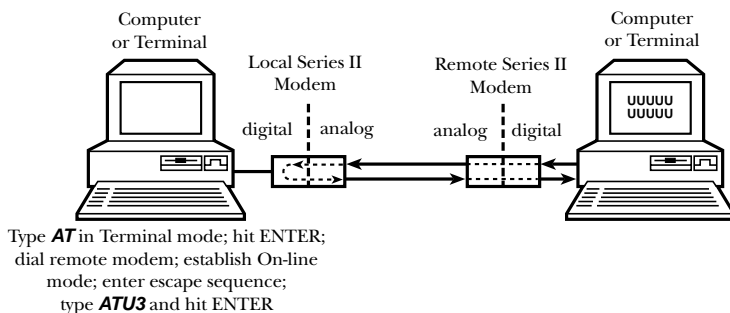 Computer
or Terminal
Computer
or Terminal
Local Series II
Modem
Remote Series II
Modem
digital
analog
analog
digital
UUUUU
UUUUU
Type AT in Terminal mode; hit ENTER;
dial remote modem; establish On-line
mode; enter escape sequence;
type ATU3 and hit ENTER